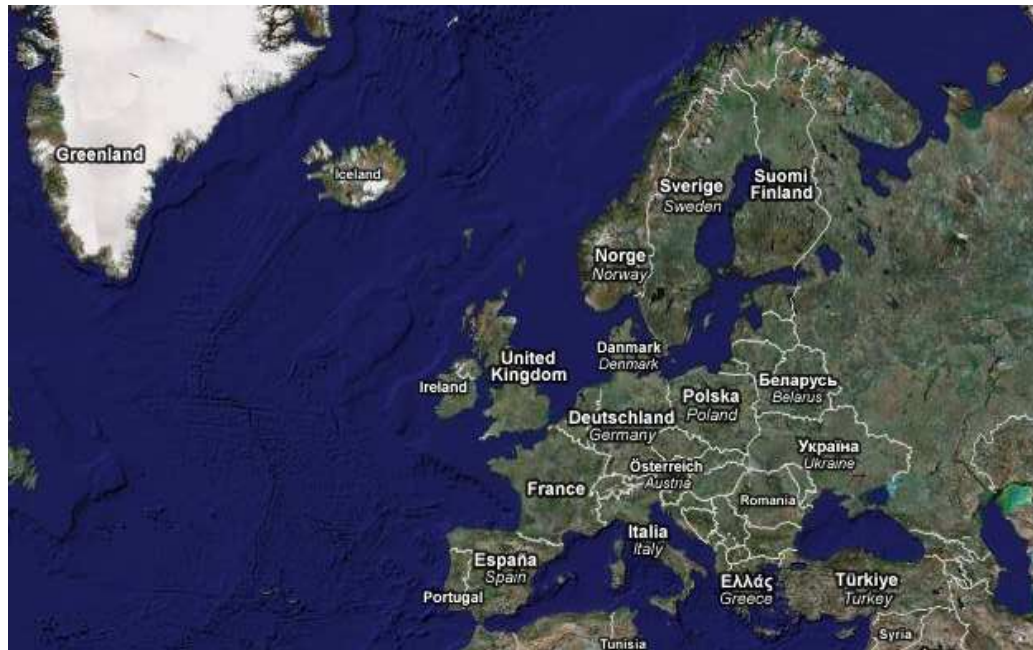 Greenland
Iceland
Sverige
Sweden
Suomi
Finland
Norge
Norway
Danmark
Denmark
United
Kingdom
Ireland
Беларусь
Belarus
Polska
Poland
Deutschland
Germany
Україна
Ukraine
Österreich
Austria
France
Romania
Italia
Italy
España
Spain
Portugal
Ελλάς
Greece
Türkiye
Turkey
Syria
Tunisia